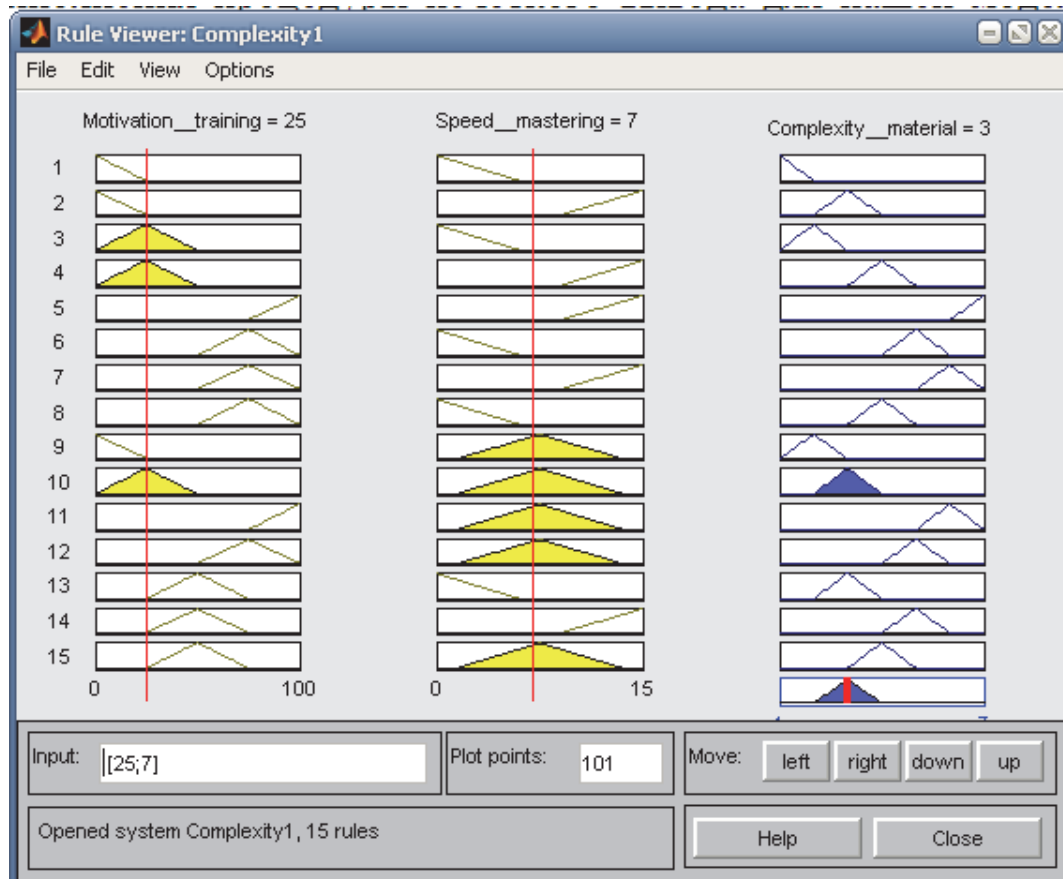 Rule Viewer: Complexity1
File Edit View Options
Motivation__training = 25 Speed__mastering = 7 Complexity__material = 3
1
2
3
4
5
6
7
8
9
10
11
12
13
14
15
0 100 0 15
Input: [25;7] Plot points: 101 Move: left right down up
Opened system Complexity1, 15 rules Help Close